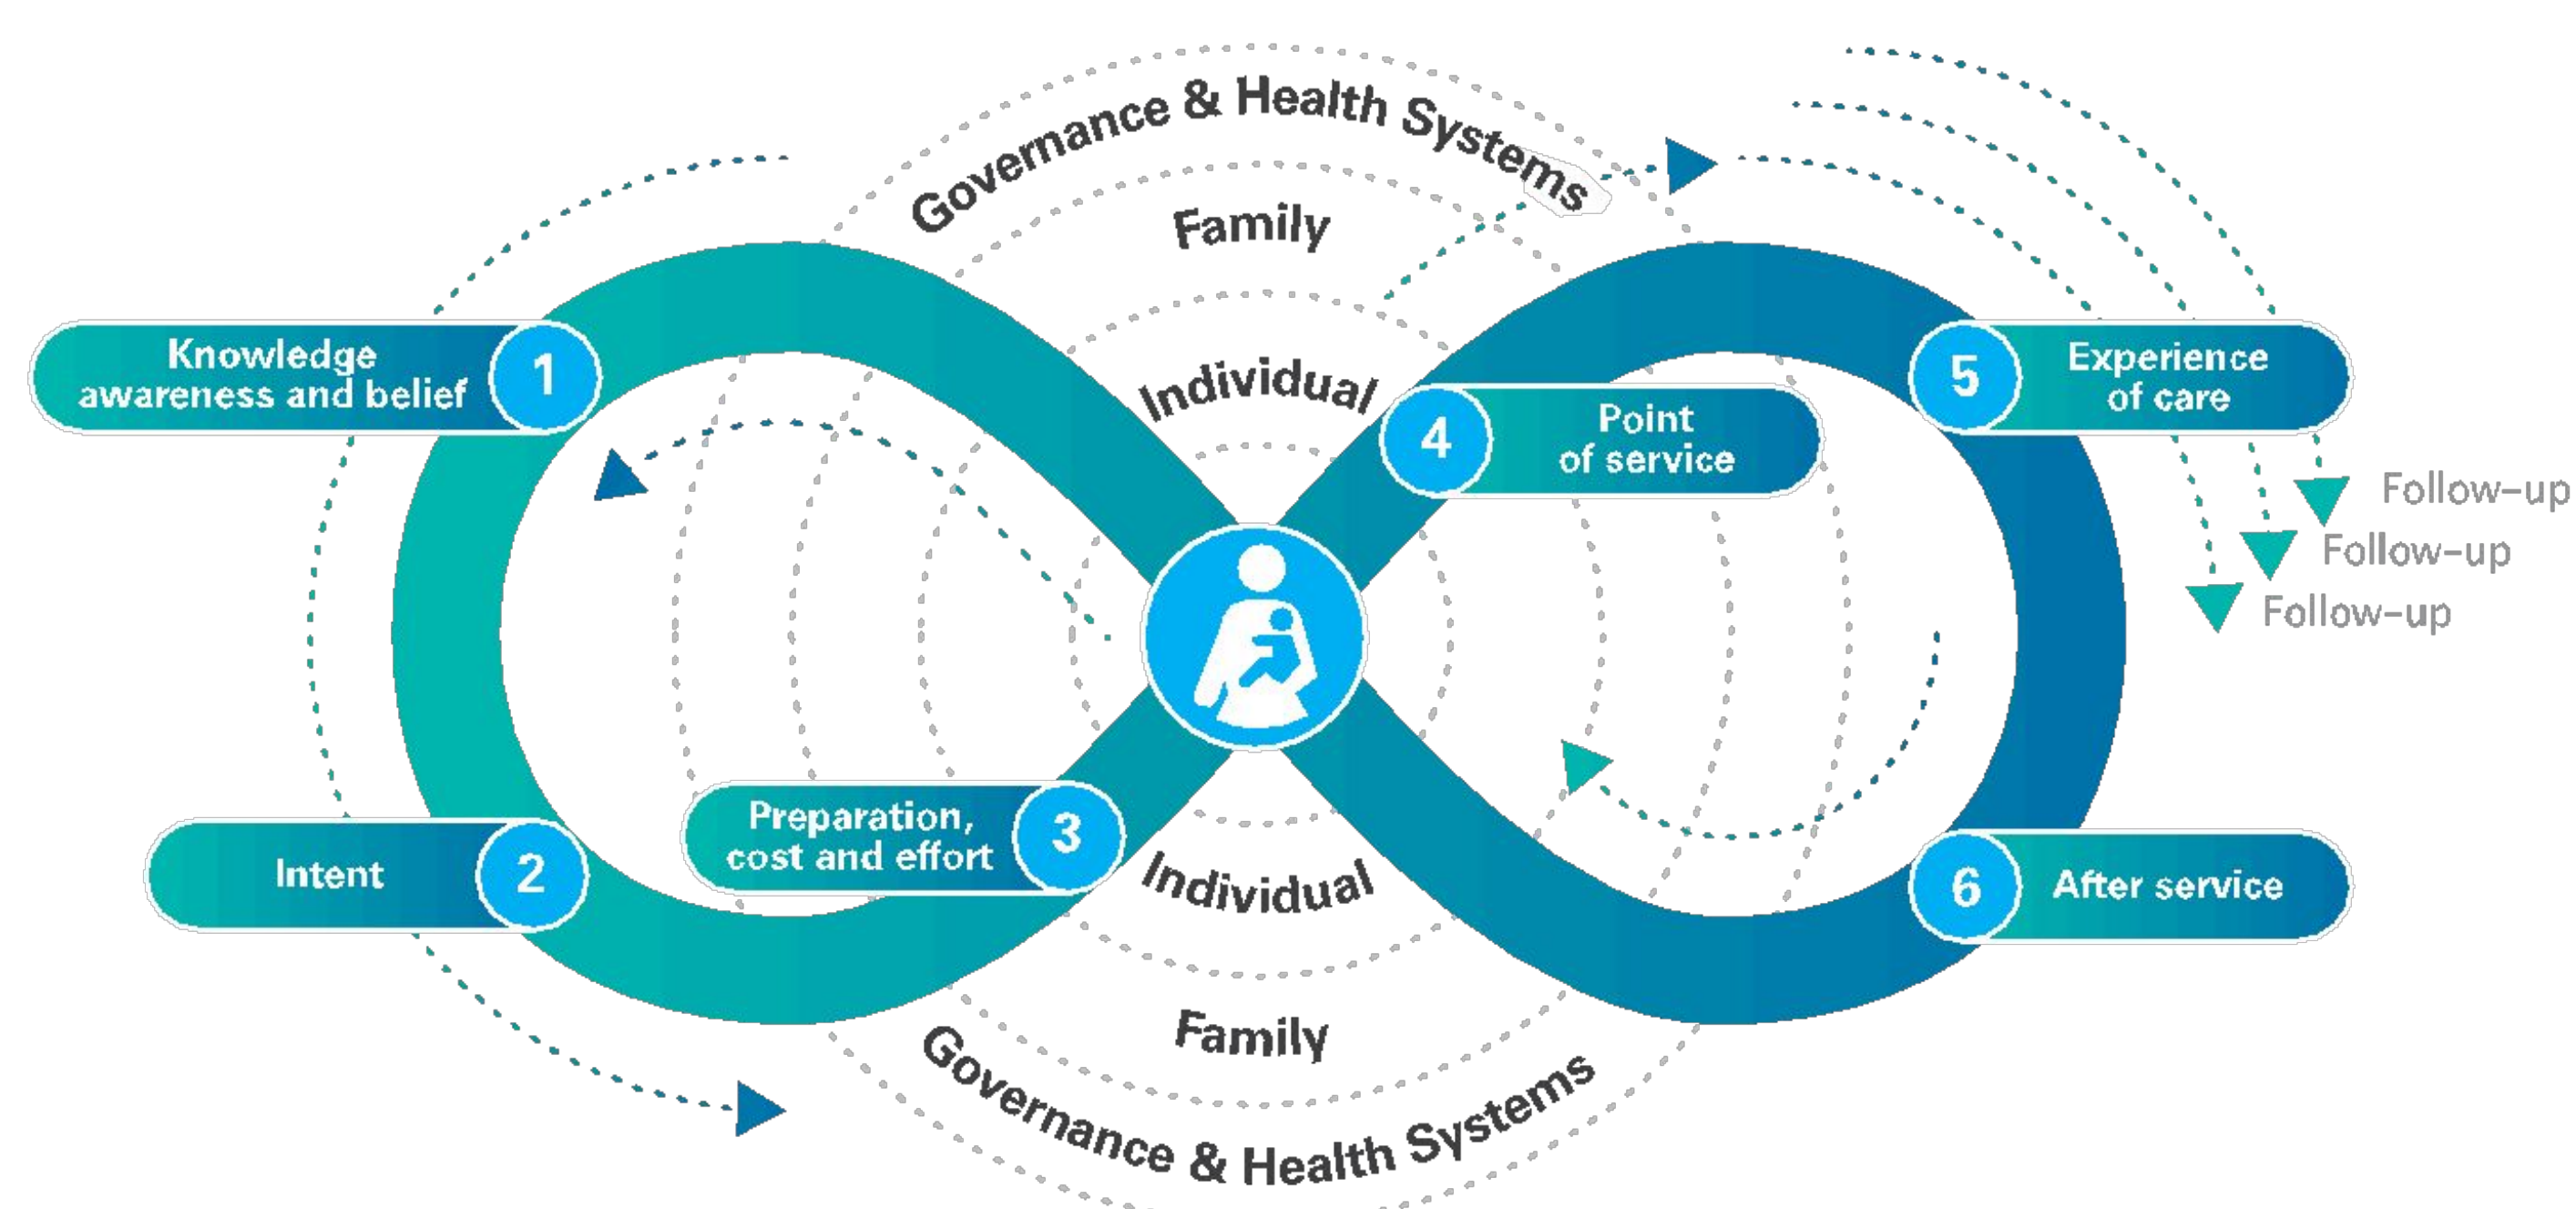 Governance & Health Systems
Family
Individual
Knowledge
awareness and belief
1
Intent
2
Preparation,
cost and effort
3
4
Point
of service
5
Experience
of care
Follow-up
Follow-up
Follow-up
6
After service
Individual
Family
Governance & Health Systems